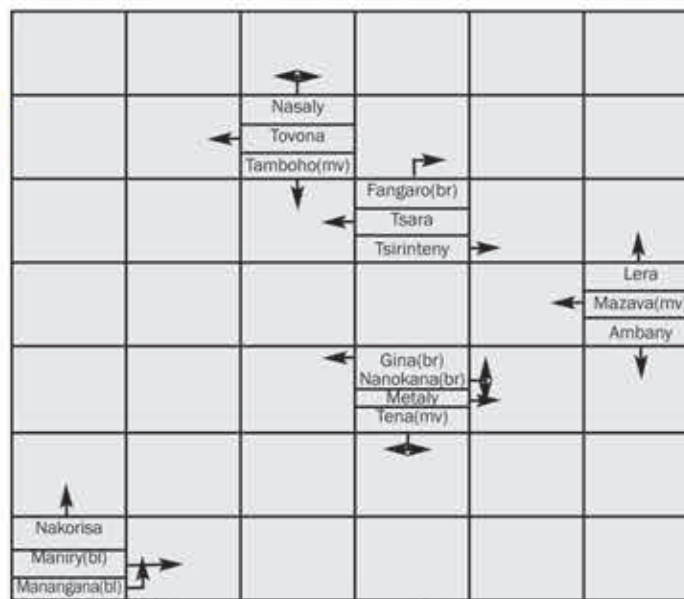 Nasaly
Tovona
Tamboho(mv)
Fangaro(br)
Tsara
Tsirinteny
Lera
Mazava(mv)
Ambany
Gina(br)
Nanokana(br)
Metaly
Tena(mv)
Nakorisa
Maniry(bl)
Manangana(bl)